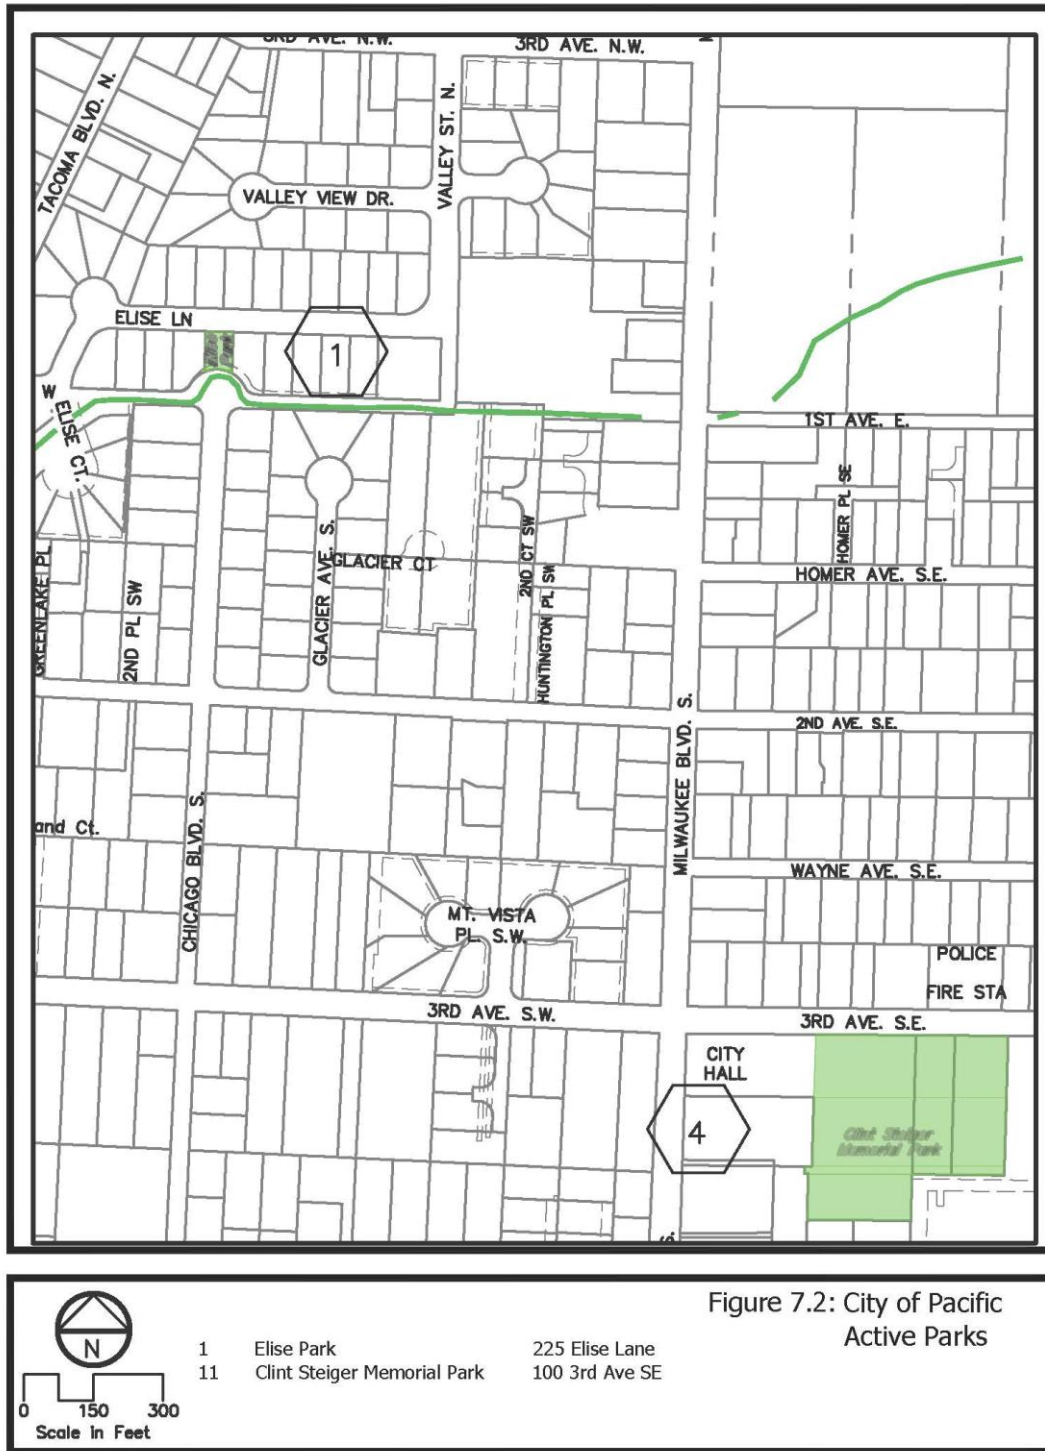 3RD AVE. N.W.
3RD AVE. N.W.
TACOMA BLVD. N.
VALLEY ST. N.
VALLEY VIEW DR.
ELISE LN
1
W
ELISE CT.
1ST AVE. E.
HOMER PL SE
GLACIER AVE. S.
GLACIER CT
2ND CT SW
HUNTINGTON PL SW
HOMER AVE. S.E.
GREENLAKE PL
2ND PL SW
2ND AVE. S.E.
MILWAUKEE BLVD. S.
CHICAGO BLVD. S.
and Ct.
WAYNE AVE. S.E.
MT. VISTA
PL. S.W.
POLICE
FIRE STA
3RD AVE. S.W.
3RD AVE. S.E.
CITY
HALL
4
Clint Steiger
Memorial Park
S.
Figure 7.2: City of Pacific
Active Parks
N
1 Elise Park 225 Elise Lane
11 Clint Steiger Memorial Park 100 3rd Ave SE
0 150 300
Scale in Feet